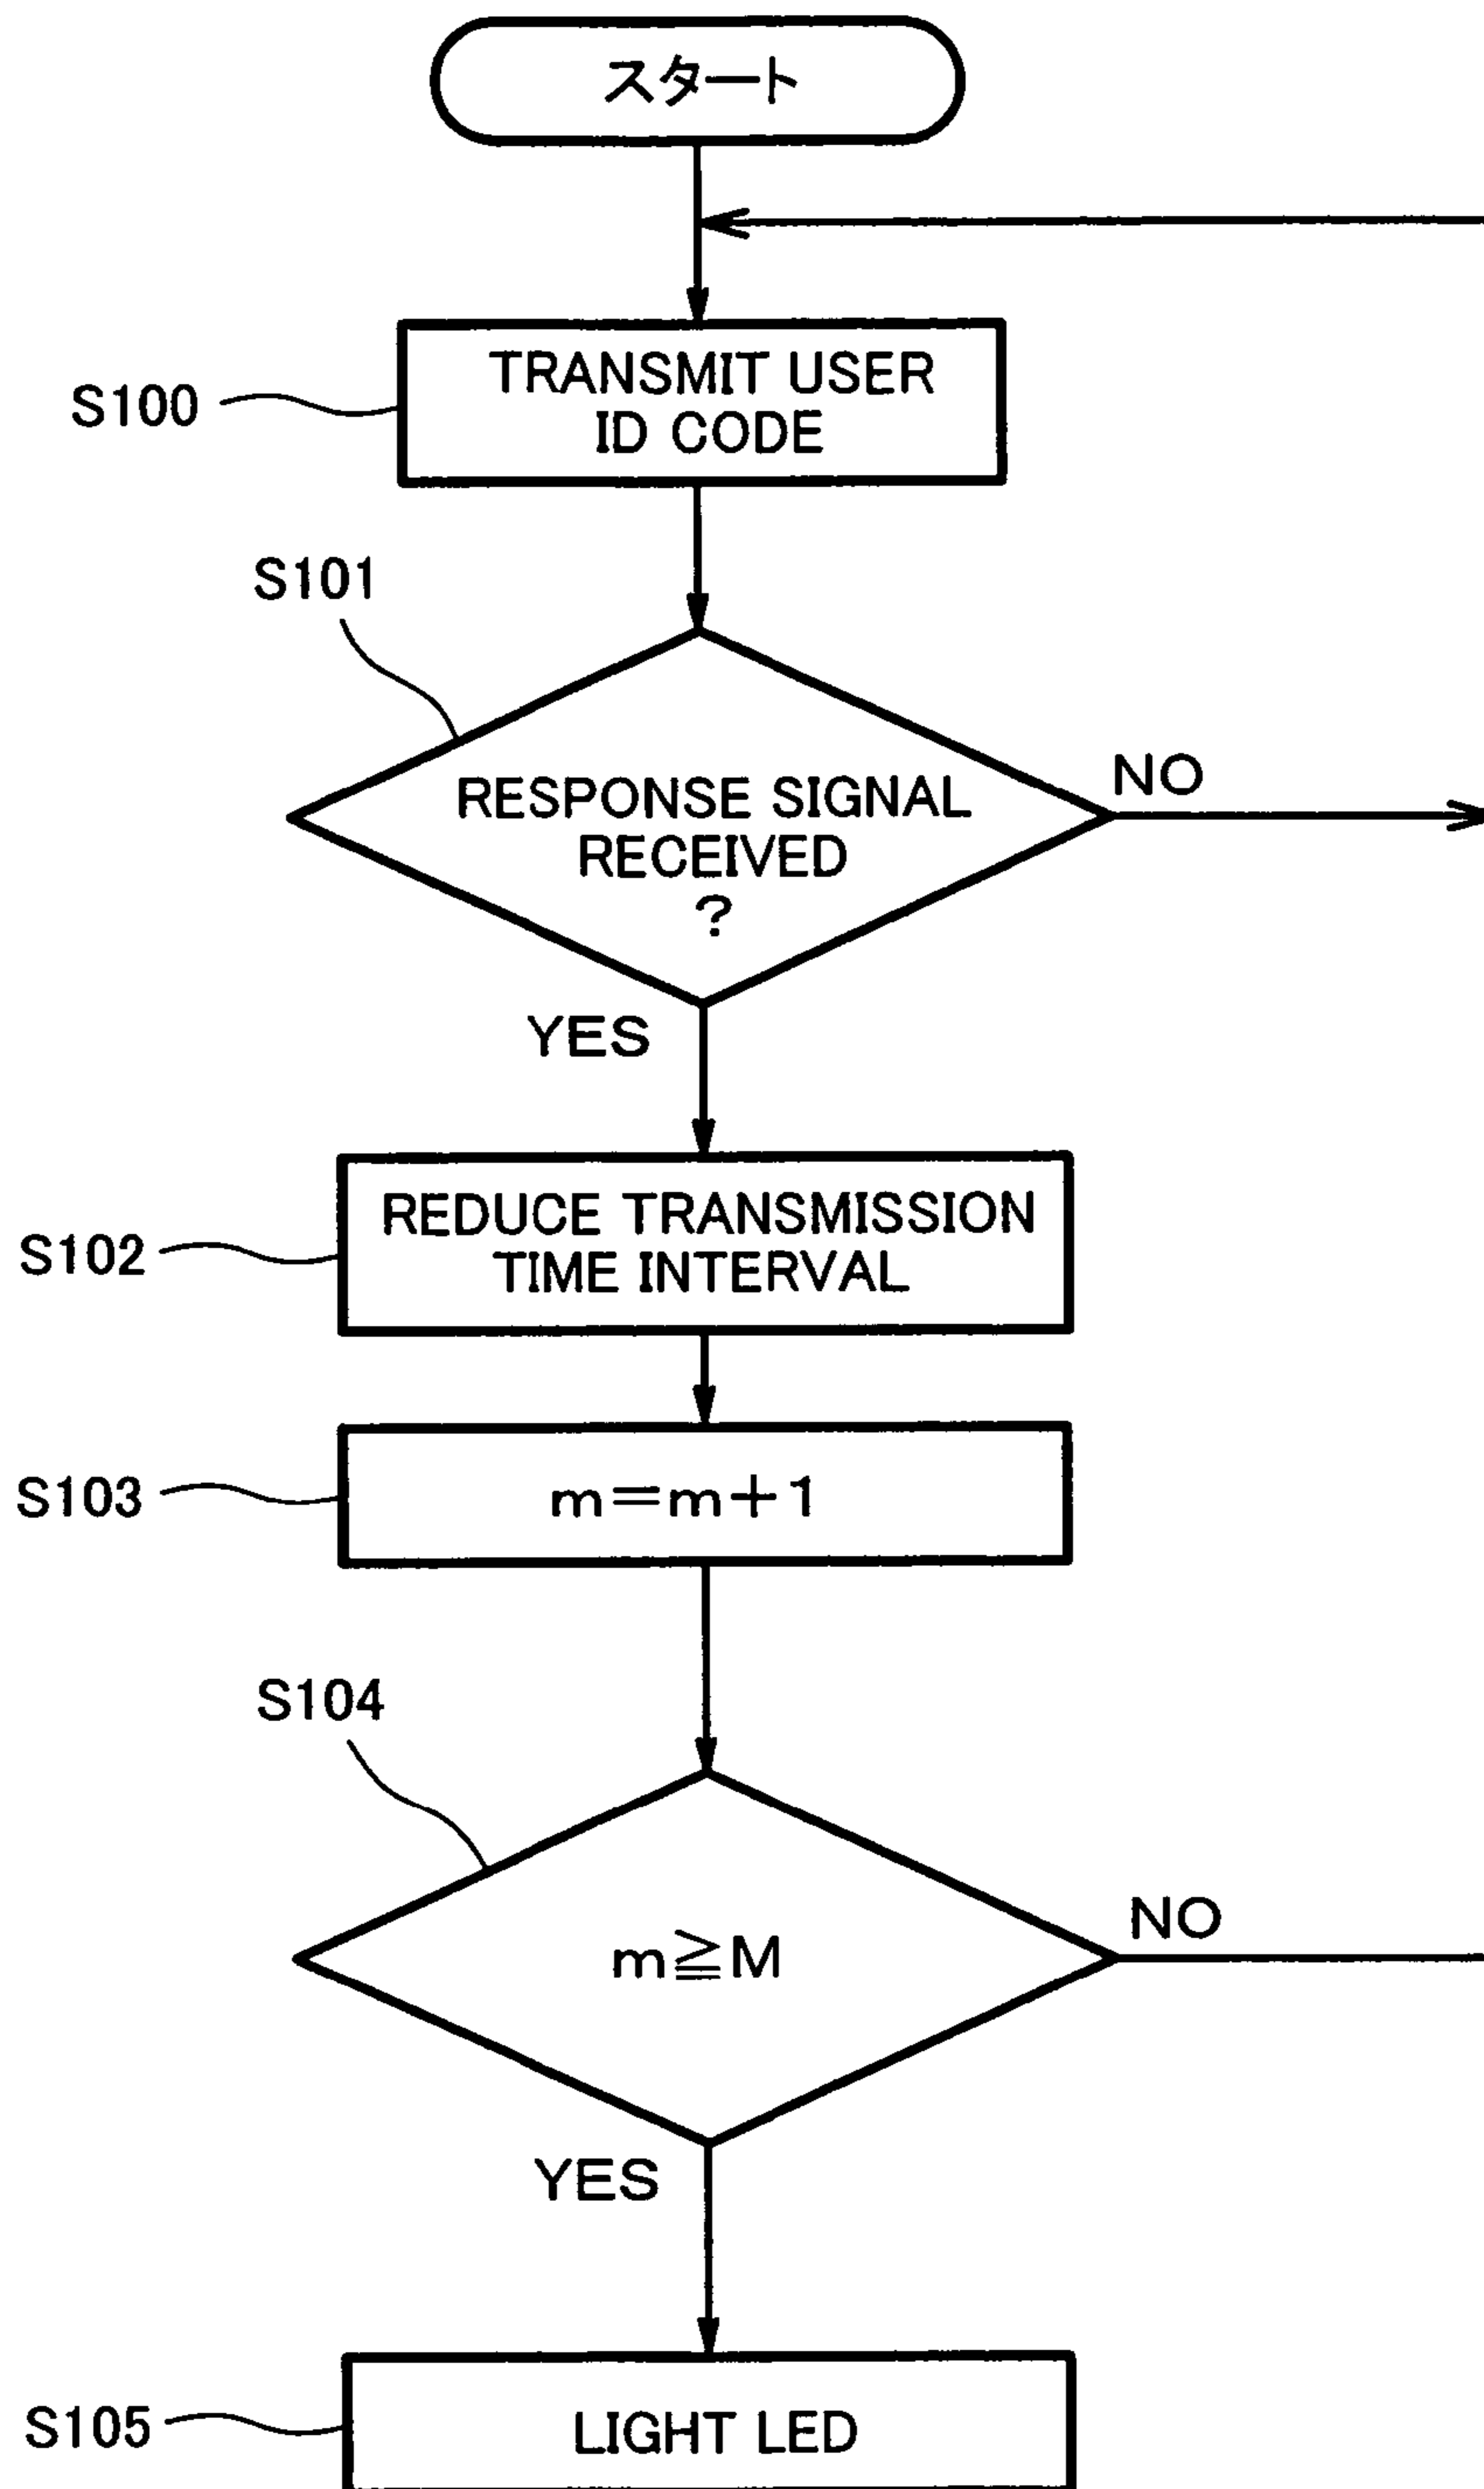 スタート
TRANSMIT USER
ID CODE
S100
S101
RESPONSE SIGNAL
RECEIVED
?
NO
YES
REDUCE TRANSMISSION
TIME INTERVAL
S102
m=m+1
S103
S104
m≧M
NO
YES
LIGHT LED
S105